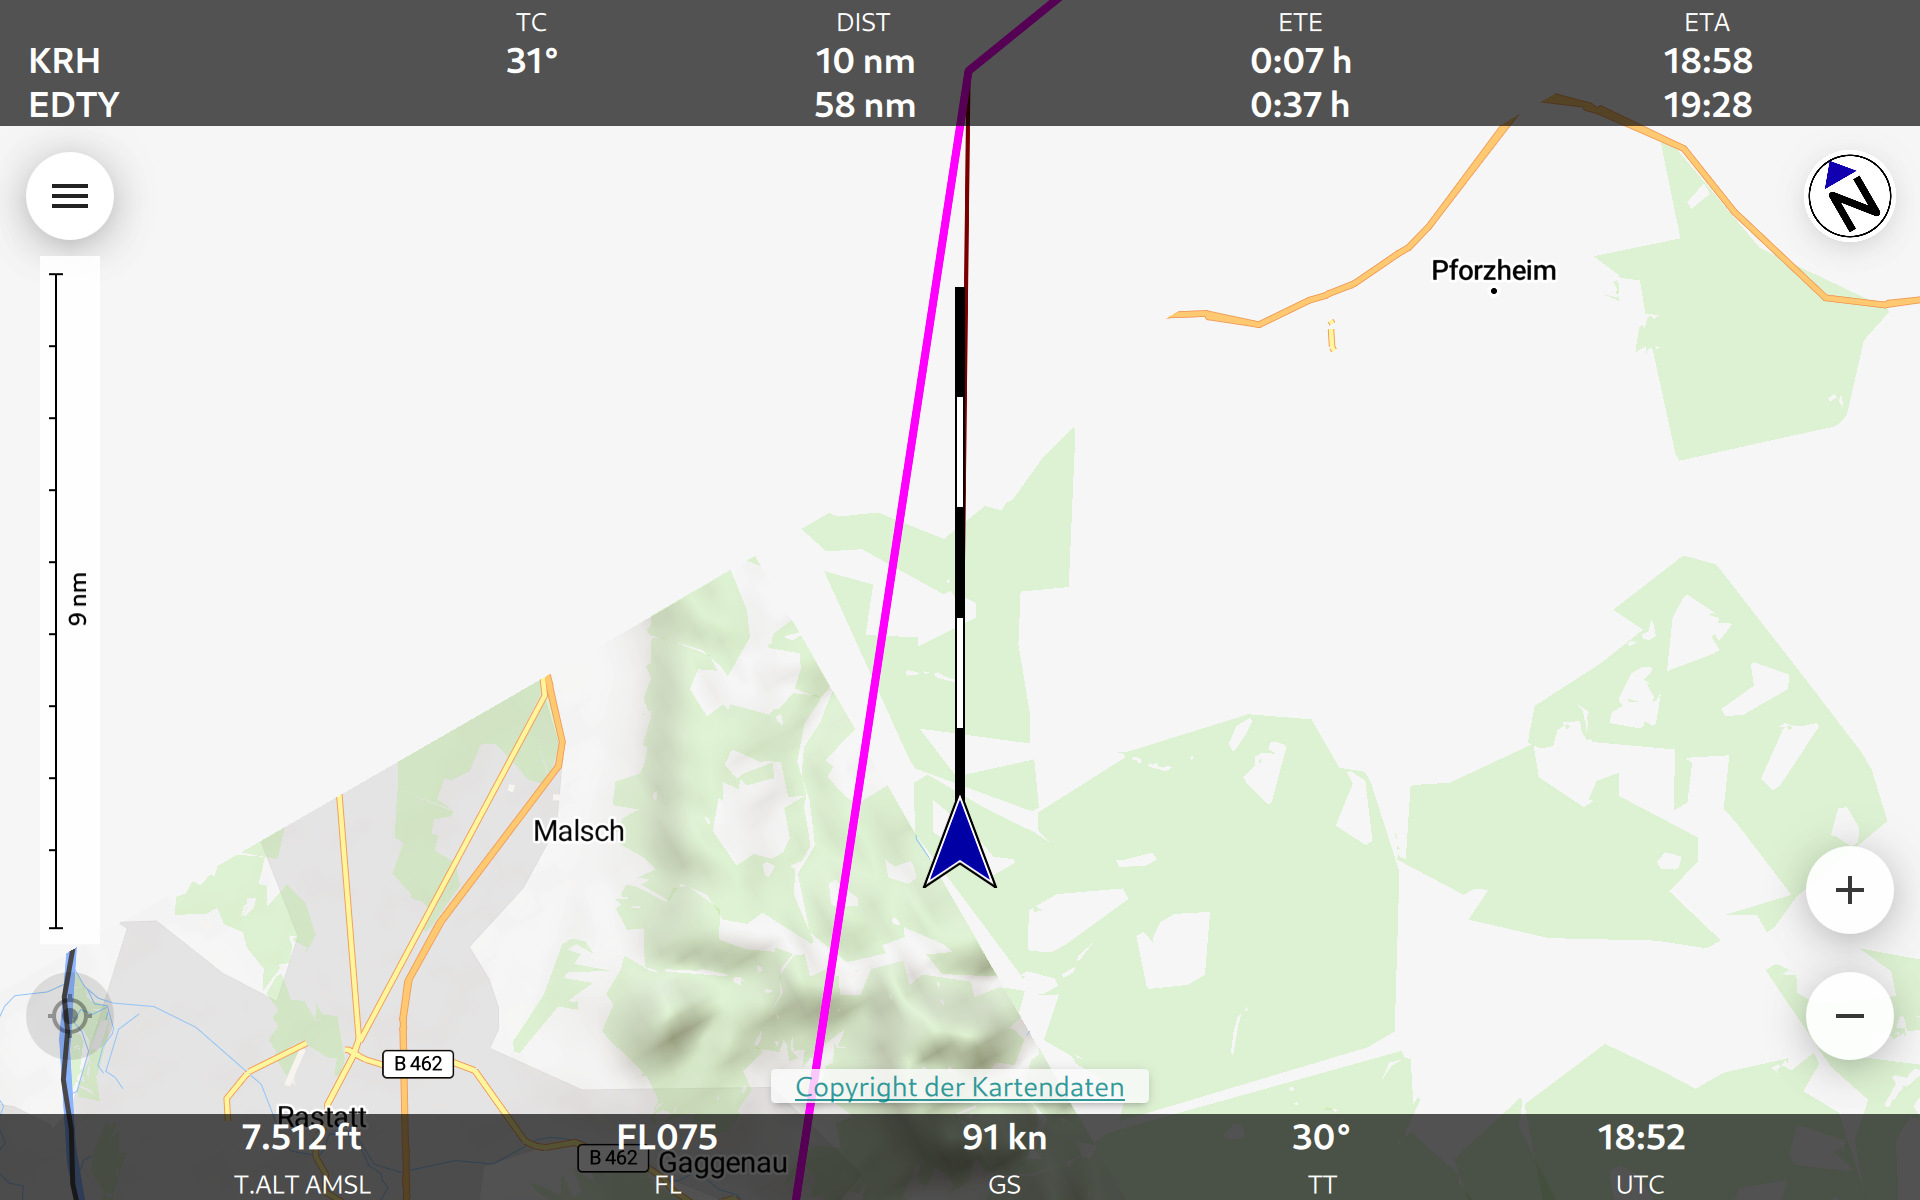 TC DIST ETE ETA
KRH 31° 10 nm 0:07 h 18:58
EDTY 58 nm 0:37 h 19:28
N
Pforzheim
9 nm
Malsch
B 462
Copyright der Kartendaten
Rastatt
7.512 ft FL075 91 kn 30° 18:52
B 462 Gaggenau
T.ALT AMSL FL GS TT UTC